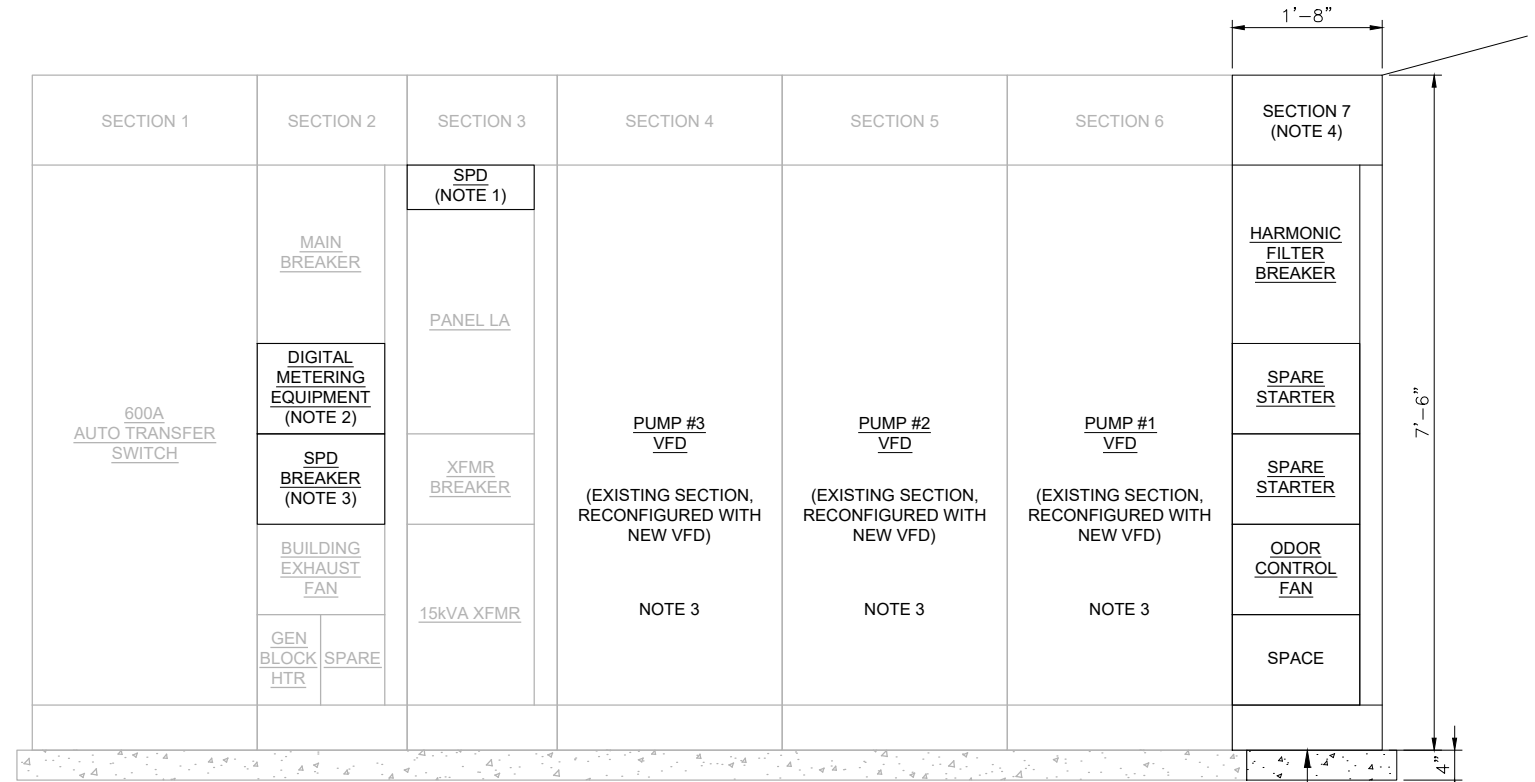 1'-8"
SECTION 1
SECTION 2
SECTION 3
SECTION 4
SECTION 5
SECTION 6
SECTION 7
(NOTE 4)
600A
AUTO TRANSFER
SWITCH
MAIN
BREAKER
DIGITAL
METERING
EQUIPMENT
(NOTE 2)
SPD
BREAKER
(NOTE 3)
BUILDING
EXHAUST
FAN
GEN
BLOCK
HTR
SPARE
SPD
(NOTE 1)
PANEL LA
XFMR
BREAKER
15kVA XFMR
PUMP #3
VFD
(EXISTING SECTION,
RECONFIGURED WITH
NEW VFD)
NOTE 3
PUMP #2
VFD
(EXISTING SECTION,
RECONFIGURED WITH
NEW VFD)
NOTE 3
PUMP #1
VFD
(EXISTING SECTION,
RECONFIGURED WITH
NEW VFD)
NOTE 3
HARMONIC
FILTER
BREAKER
SPARE
STARTER
SPARE
STARTER
ODOR
CONTROL
FAN
SPACE
7'-6"
4"